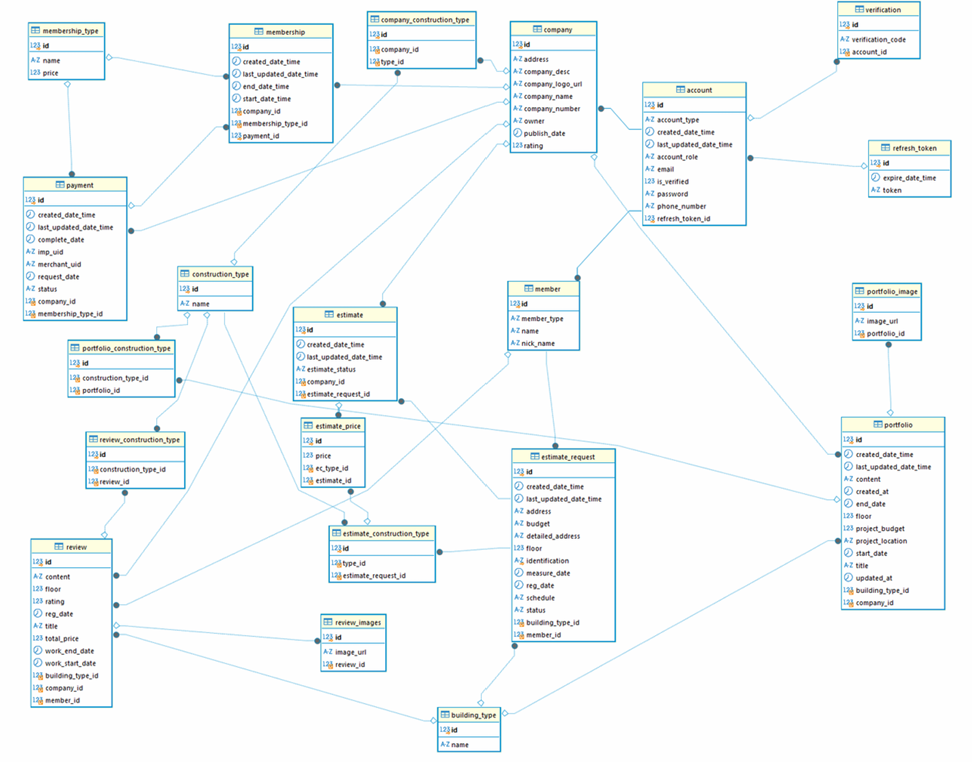 membership_type
123 id
A-Z name
123 price
membership
123 id
created_date_time
last_updated_date_time
end_date_time
start_date_time
123 company_id
123 membership_type_id
123 payment_id
company_construction_type
123 id
123 company_id
123 type_id
company
123 id
A-Z address
A-Z company_desc
A-Z company_logo_url
A-Z company_name
A-Z company_number
A-Z owner
publish_date
123 rating
verification
123 id
A-Z verification_code
123 account_id
account
123 id
A-Z account_type
created_date_time
last_updated_date_time
A-Z account_role
A-Z email
123 is_verified
A-Z password
A-Z phone_number
123 refresh_token_id
refresh_token
123 id
expire_date_time
A-Z token
payment
123 id
created_date_time
last_updated_date_time
complete_date
A-Z imp_uid
A-Z merchant_uid
request_date
A-Z status
123 company_id
123 membership_type_id
construction_type
123 id
A-Z name
estimate
123 id
created_date_time
last_updated_date_time
A-Z estimate_status
123 company_id
123 estimate_request_id
member
123 id
A-Z member_type
A-Z name
A-Z nick_name
portfolio_image
123 id
A-Z image_url
123 portfolio_id
portfolio_construction_type
123 id
123 construction_type_id
123 portfolio_id
review_construction_type
123 id
123 construction_type_id
123 review_id
estimate_price
123 id
123 price
123 ec_type_id
123 estimate_id
estimate_request
123 id
created_date_time
last_updated_date_time
A-Z address
A-Z budget
A-Z detailed_address
123 floor
A-Z identification
measure_date
reg_date
A-Z schedule
A-Z status
123 building_type_id
123 member_id
portfolio
123 id
created_date_time
last_updated_date_time
A-Z content
created_at
end_date
123 floor
123 project_budget
A-Z project_location
start_date
A-Z title
updated_at
123 building_type_id
123 company_id
estimate_construction_type
123 id
123 type_id
123 estimate_request_id
review
123 id
A-Z content
123 floor
123 rating
reg_date
A-Z title
123 total_price
work_end_date
work_start_date
123 building_type_id
123 company_id
123 member_id
review_images
123 id
A-Z image_url
123 review_id
building_type
123 id
A-Z name